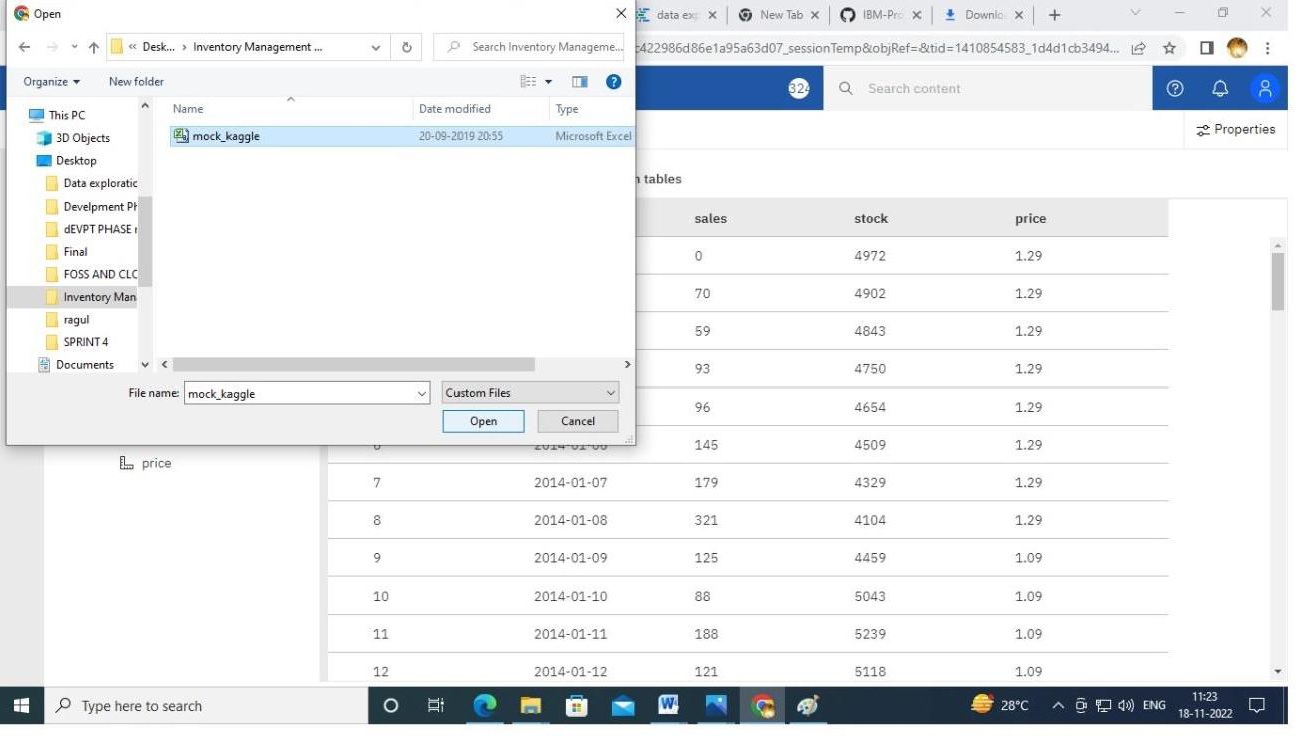 Open
data exp
New Tab
IBM-Pro
Downlo
« Desk... > Inventory Management ...
Search Inventory Manageme...
:422986d86e1a95a63d07_sessionTemp&objRef=&tid=1410854583_1d4d1cb3494...
Organize
New folder
324
Search content
Properties
This PC
3D Objects
Desktop
Data exploratic
Develpment Ph
dEVPT PHASE r
Final
FOSS AND CLC
Inventory Man
ragul
SPRINT 4
Documents
Name Date modified Type
mock_kaggle 20-09-2019 20:55 Microsoft Excel
File name: mock_kaggle
Custom Files
Open Cancel
price
tables
sales stock price
0 4972 1.29
70 4902 1.29
59 4843 1.29
93 4750 1.29
96 4654 1.29
6 2014-01-06 145 4509 1.29
7 2014-01-07 179 4329 1.29
8 2014-01-08 321 4104 1.29
9 2014-01-09 125 4459 1.09
10 2014-01-10 88 5043 1.09
11 2014-01-11 188 5239 1.09
12 2014-01-12 121 5118 1.09
Type here to search
28°C
ENG
11:23
18-11-2022